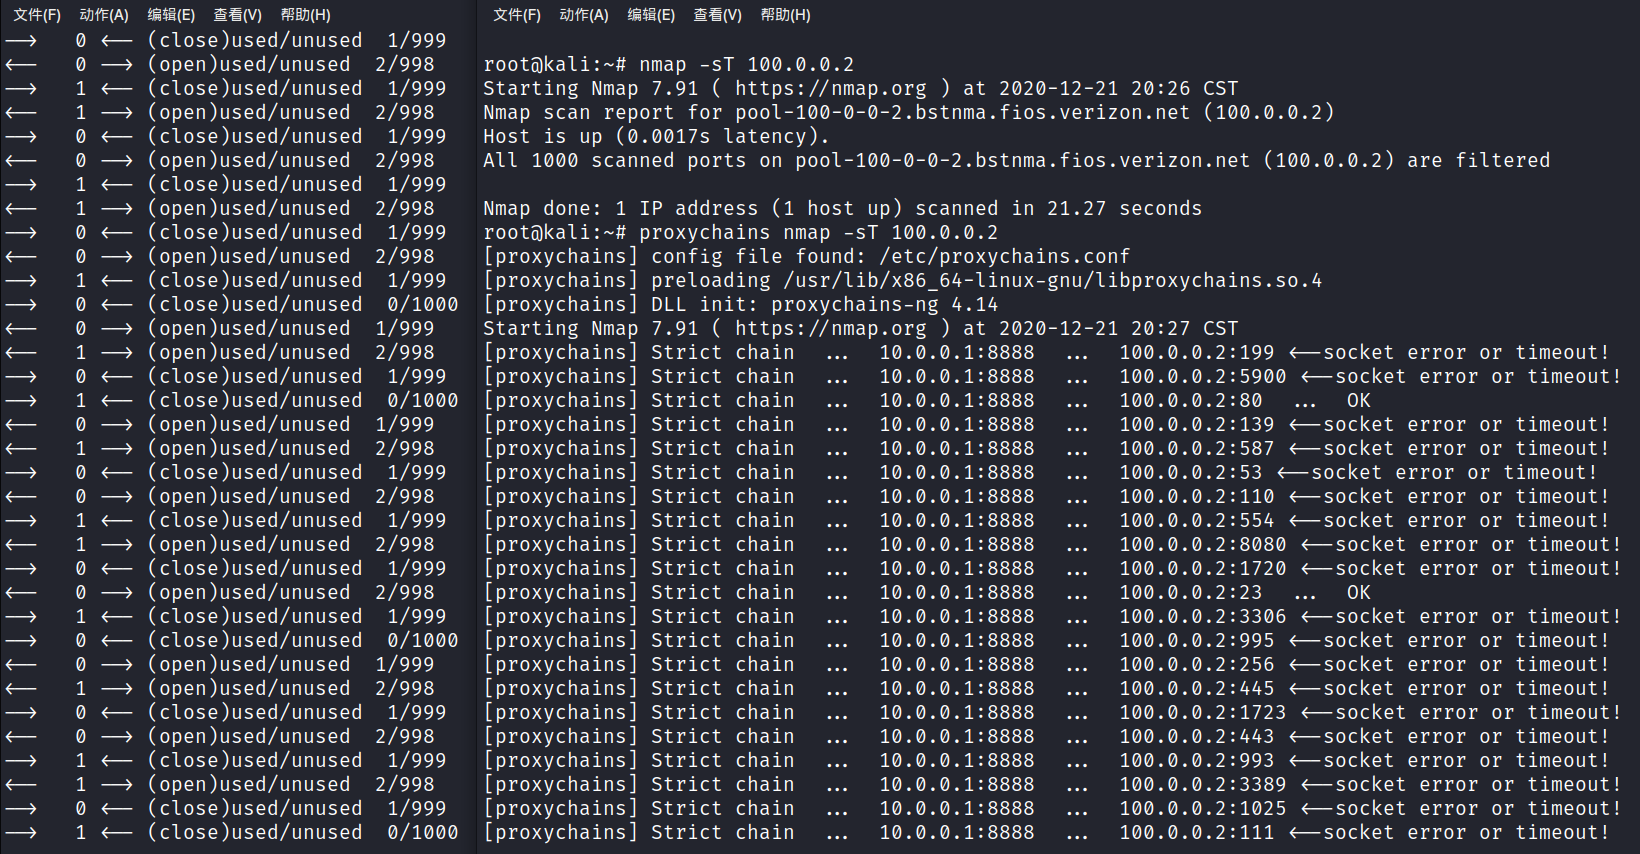 文件(F) 动作(A) 编辑(E) 查看(V) 帮助(H)
--> 0 <-- (close)used/unused 1/999
<-- 0 --> (open)used/unused 2/998
--> 1 <-- (close)used/unused 1/999
<-- 1 --> (open)used/unused 2/998
--> 0 <-- (close)used/unused 1/999
<-- 0 --> (open)used/unused 2/998
--> 1 <-- (close)used/unused 1/999
<-- 1 --> (open)used/unused 2/998
--> 0 <-- (close)used/unused 1/999
<-- 0 --> (open)used/unused 2/998
--> 1 <-- (close)used/unused 1/999
--> 0 <-- (close)used/unused 0/1000
<-- 0 --> (open)used/unused 1/999
<-- 1 --> (open)used/unused 2/998
--> 0 <-- (close)used/unused 1/999
--> 1 <-- (close)used/unused 0/1000
<-- 0 --> (open)used/unused 1/999
<-- 1 --> (open)used/unused 2/998
--> 0 <-- (close)used/unused 1/999
<-- 0 --> (open)used/unused 2/998
--> 1 <-- (close)used/unused 1/999
<-- 1 --> (open)used/unused 2/998
--> 0 <-- (close)used/unused 1/999
<-- 0 --> (open)used/unused 2/998
--> 1 <-- (close)used/unused 1/999
--> 0 <-- (close)used/unused 0/1000
<-- 0 --> (open)used/unused 1/999
<-- 1 --> (open)used/unused 2/998
--> 0 <-- (close)used/unused 1/999
<-- 0 --> (open)used/unused 2/998
--> 1 <-- (close)used/unused 1/999
<-- 1 --> (open)used/unused 2/998
--> 0 <-- (close)used/unused 1/999
--> 1 <-- (close)used/unused 0/1000
文件(F) 动作(A) 编辑(E) 查看(V) 帮助(H)
root@kali:~# nmap -sT 100.0.0.2
Starting Nmap 7.91 ( https://nmap.org ) at 2020-12-21 20:26 CST
Nmap scan report for pool-100-0-0-2.bstnma.fios.verizon.net (100.0.0.2)
Host is up (0.0017s latency).
All 1000 scanned ports on pool-100-0-0-2.bstnma.fios.verizon.net (100.0.0.2) are filtered
Nmap done: 1 IP address (1 host up) scanned in 21.27 seconds
root@kali:~# proxychains nmap -sT 100.0.0.2
[proxychains] config file found: /etc/proxychains.conf
[proxychains] preloading /usr/lib/x86_64-linux-gnu/libproxychains.so.4
[proxychains] DLL init: proxychains-ng 4.14
Starting Nmap 7.91 ( https://nmap.org ) at 2020-12-21 20:27 CST
[proxychains] Strict chain ... 10.0.0.1:8888 ... 100.0.0.2:199 <--socket error or timeout!
[proxychains] Strict chain ... 10.0.0.1:8888 ... 100.0.0.2:5900 <--socket error or timeout!
[proxychains] Strict chain ... 10.0.0.1:8888 ... 100.0.0.2:80 ... OK
[proxychains] Strict chain ... 10.0.0.1:8888 ... 100.0.0.2:139 <--socket error or timeout!
[proxychains] Strict chain ... 10.0.0.1:8888 ... 100.0.0.2:587 <--socket error or timeout!
[proxychains] Strict chain ... 10.0.0.1:8888 ... 100.0.0.2:53 <--socket error or timeout!
[proxychains] Strict chain ... 10.0.0.1:8888 ... 100.0.0.2:110 <--socket error or timeout!
[proxychains] Strict chain ... 10.0.0.1:8888 ... 100.0.0.2:554 <--socket error or timeout!
[proxychains] Strict chain ... 10.0.0.1:8888 ... 100.0.0.2:8080 <--socket error or timeout!
[proxychains] Strict chain ... 10.0.0.1:8888 ... 100.0.0.2:1720 <--socket error or timeout!
[proxychains] Strict chain ... 10.0.0.1:8888 ... 100.0.0.2:23 ... OK
[proxychains] Strict chain ... 10.0.0.1:8888 ... 100.0.0.2:3306 <--socket error or timeout!
[proxychains] Strict chain ... 10.0.0.1:8888 ... 100.0.0.2:995 <--socket error or timeout!
[proxychains] Strict chain ... 10.0.0.1:8888 ... 100.0.0.2:256 <--socket error or timeout!
[proxychains] Strict chain ... 10.0.0.1:8888 ... 100.0.0.2:445 <--socket error or timeout!
[proxychains] Strict chain ... 10.0.0.1:8888 ... 100.0.0.2:1723 <--socket error or timeout!
[proxychains] Strict chain ... 10.0.0.1:8888 ... 100.0.0.2:443 <--socket error or timeout!
[proxychains] Strict chain ... 10.0.0.1:8888 ... 100.0.0.2:993 <--socket error or timeout!
[proxychains] Strict chain ... 10.0.0.1:8888 ... 100.0.0.2:3389 <--socket error or timeout!
[proxychains] Strict chain ... 10.0.0.1:8888 ... 100.0.0.2:1025 <--socket error or timeout!
[proxychains] Strict chain ... 10.0.0.1:8888 ... 100.0.0.2:111 <--socket error or timeout!